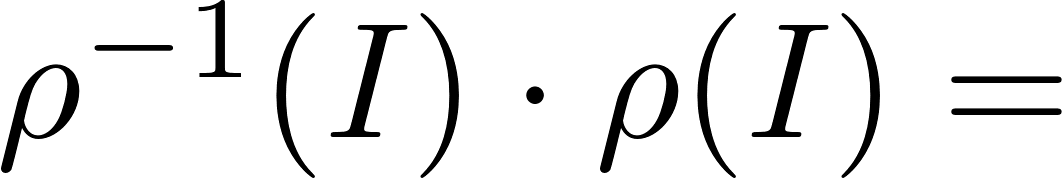 ρ⁻¹(I) · ρ(I) =